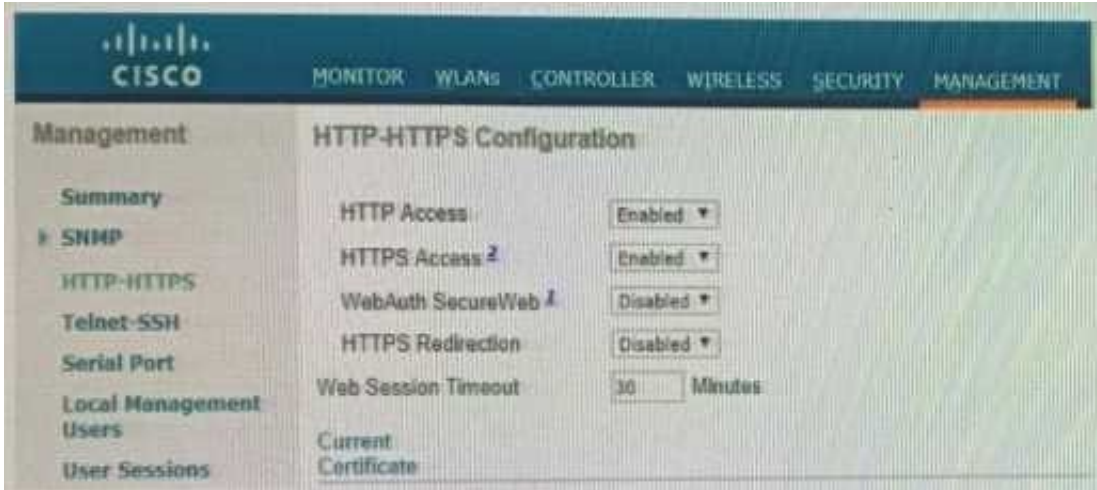 CISCO
MONITOR WLANs CONTROLLER WIRELESS SECURITY MANAGEMENT
Management
Summary
SNMP
HTTP-HTTPS
Telnet-SSH
Serial Port
Local Management
Users
User Sessions
HTTP-HTTPS Configuration
HTTP Access Enabled
HTTPS Access 2 Enabled
WebAuth SecureWeb 1 Disabled
HTTPS Redirection Disabled
Web Session Timeout 30 Minutes
Current
Certificate